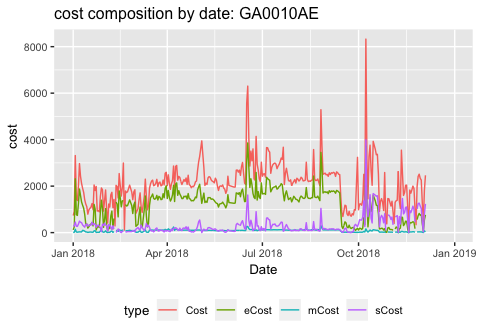 cost composition by date: GA0010AE
8000
6000
4000
2000
0
cost
Jan 2018
Apr 2018
Jul 2018
Oct 2018
Jan 2019
Date
type
Cost
eCost
mCost
sCost